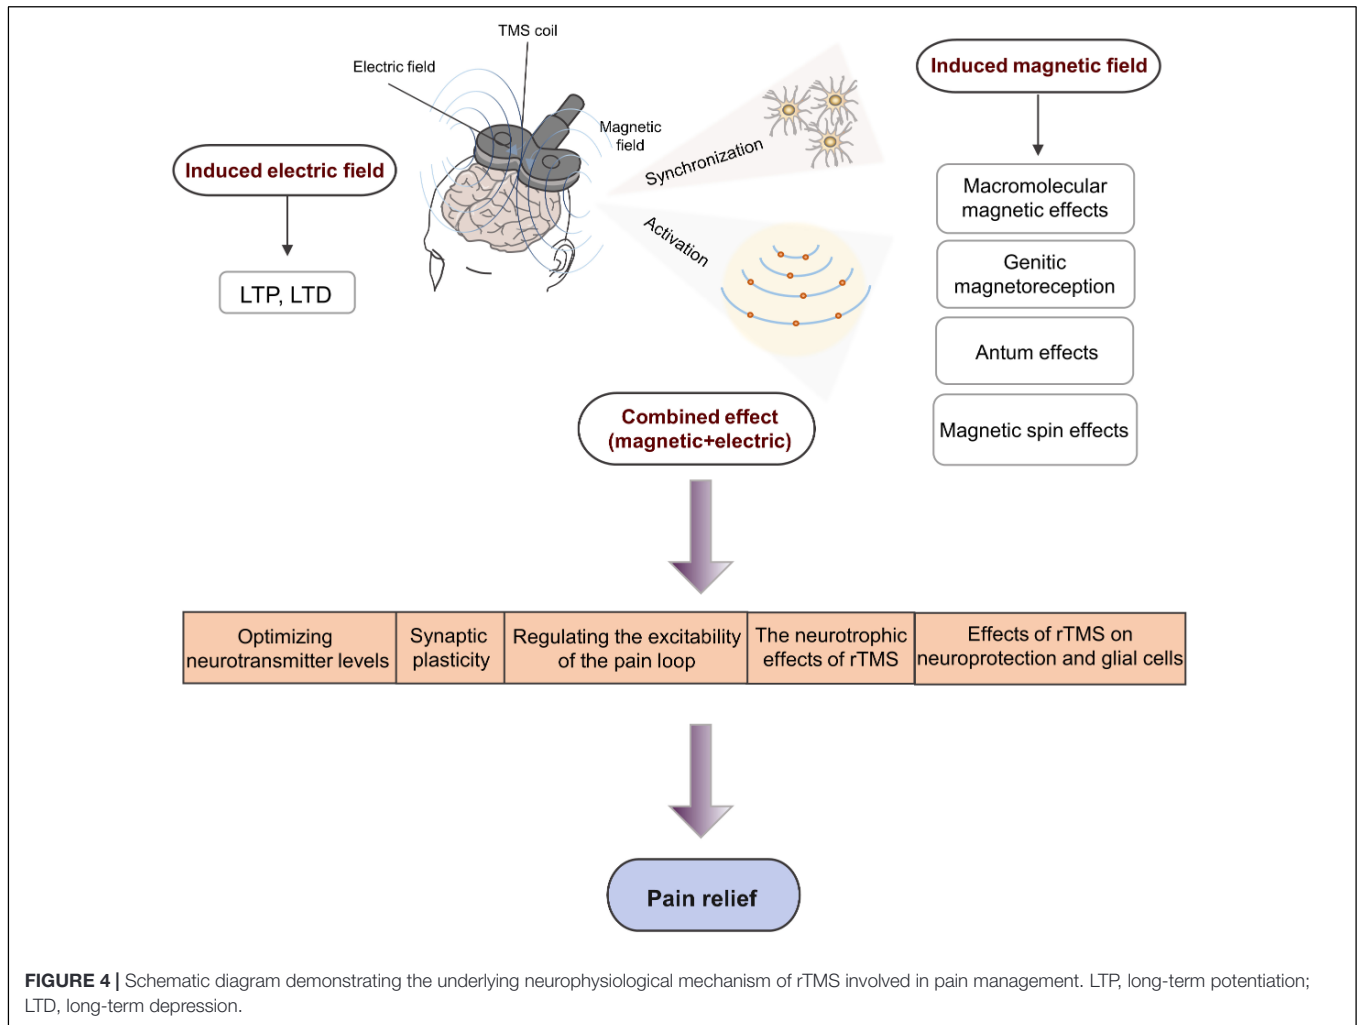 TMS coil
Electric field
Magnetic
field
Induced electric field
LTP, LTD
Synchronization
Activation
Induced magnetic field
Macromolecular
magnetic effects
Genitic
magnetoreception
Antum effects
Magnetic spin effects
Combined effect
(magnetic+electric)
Optimizing
neurotransmitter levels
Synaptic
plasticity
Regulating the excitability
of the pain loop
The neurotrophic
effects of rTMS
Effects of rTMS on
neuroprotection and glial cells
Pain relief
FIGURE 4 | Schematic diagram demonstrating the underlying neurophysiological mechanism of rTMS involved in pain management. LTP, long-term potentiation;
LTD, long-term depression.